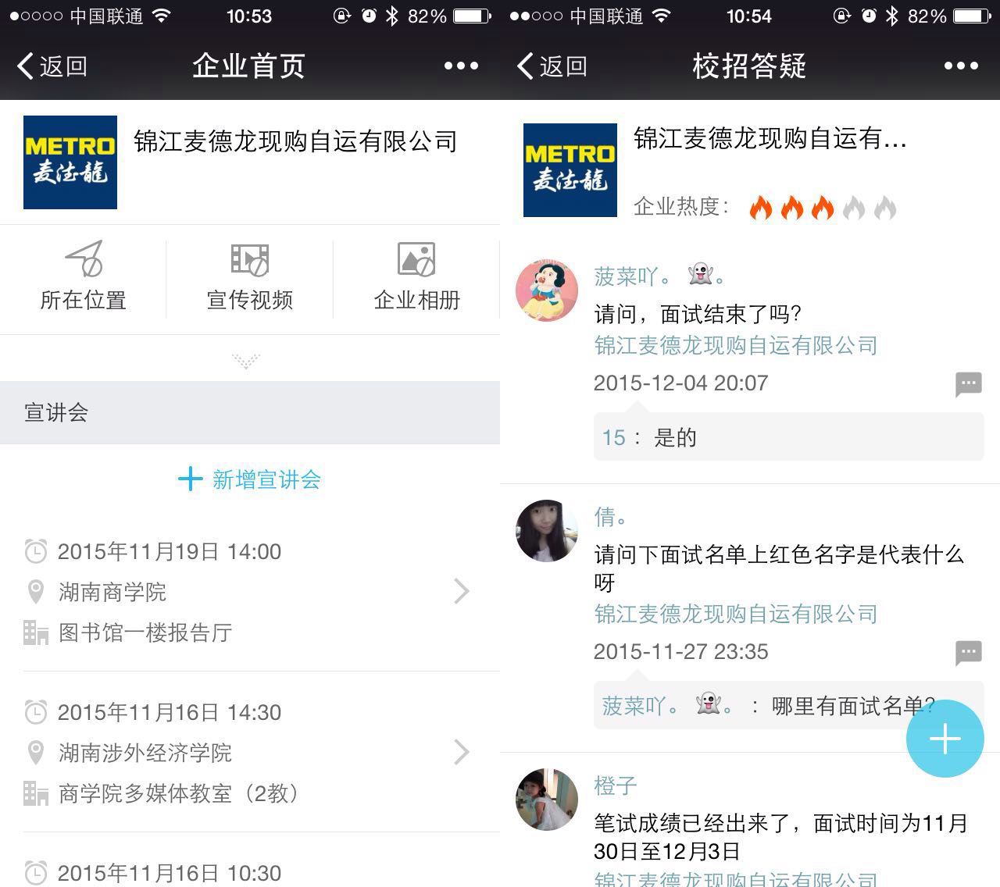 中国联通
10:53
82%
返回
企业首页
METRO
麦德龍
锦江麦德龙现购自运有限公司
所在位置
宣传视频
企业相册
宣讲会
新增宣讲会
2015年11月19日 14:00
湖南商学院
图书馆一楼报告厅
2015年11月16日 14:30
湖南涉外经济学院
商学院多媒体教室（2教）
2015年11月16日 10:30
中国联通
10:54
82%
返回
校招答疑
METRO
麦德龍
锦江麦德龙现购自运有...
企业热度：
菠菜吖。👻。
请问，面试结束了吗？
锦江麦德龙现购自运有限公司
2015-12-04 20:07
15： 是的
倩。
请问下面试名单上红色名字是代表什么
呀
锦江麦德龙现购自运有限公司
2015-11-27 23:35
菠菜吖。👻。： 哪里有面试名单？
橙子
笔试成绩已经出来了，面试时间为11月
30日至12月3日
锦江麦德龙现购自运有限公司